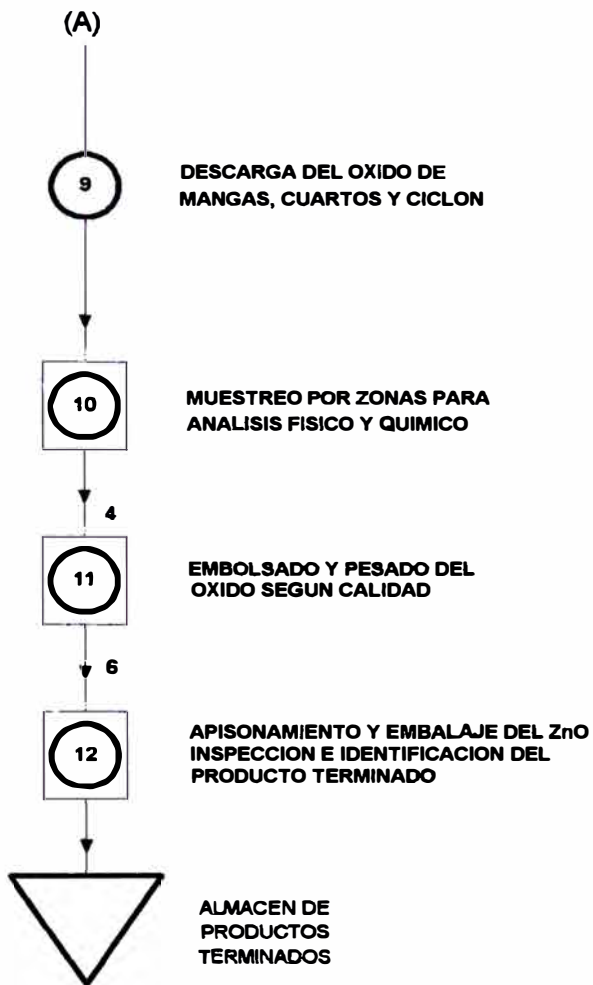 (A)
9
DESCARGA DEL OXIDO DE
MANGAS, CUARTOS Y CICLON
10
MUESTREO POR ZONAS PARA
ANALISIS FISICO Y QUIMICO
4
11
EMBOLSADO Y PESADO DEL
OXIDO SEGUN CALIDAD
6
12
APISONAMIENTO Y EMBALAJE DEL ZnO
INSPECCION E IDENTIFICACION DEL
PRODUCTO TERMINADO
ALMACEN DE
PRODUCTOS
TERMINADOS